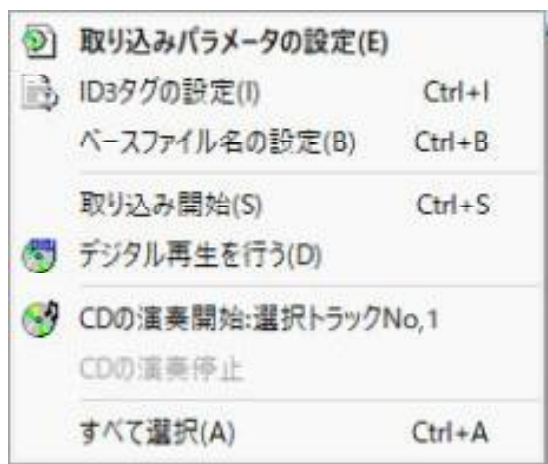 取り込みパラメータの設定(E)
ID3タグの設定(I) Ctrl+I
ベースファイル名の設定(B) Ctrl+B
取り込み開始(S) Ctrl+S
デジタル再生を行う(D)
CDの演奏開始:選択トラックNo,1
CDの演奏停止
すべて選択(A) Ctrl+A